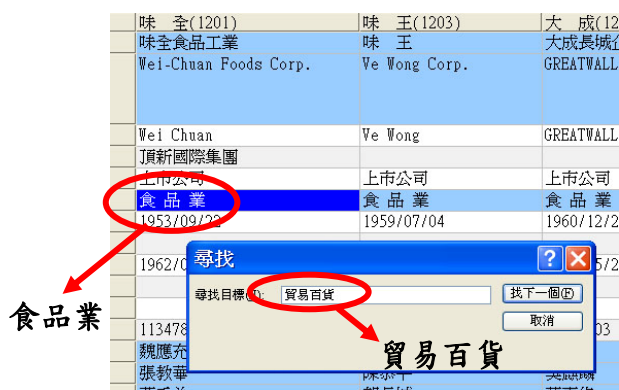 味 全(1201) 味 王(1203) 大 成(12
味全食品工業 味 王 大成長城企
Wei-Chuan Foods Corp. Ve Wong Corp. GREATWALL
Wei Chuan Ve Wong GREATWALL
頂新國際集團
上市公司 上市公司 上市公司
食 品 業 食 品 業 食 品 業
1953/09/22 1959/07/04 1960/12/2
1962/0 5/2
尋找
尋找目標(T): 貿易百貨 找下一個(F)
取消
食品業
113478 03
貿易百貨
魏應充
張教華